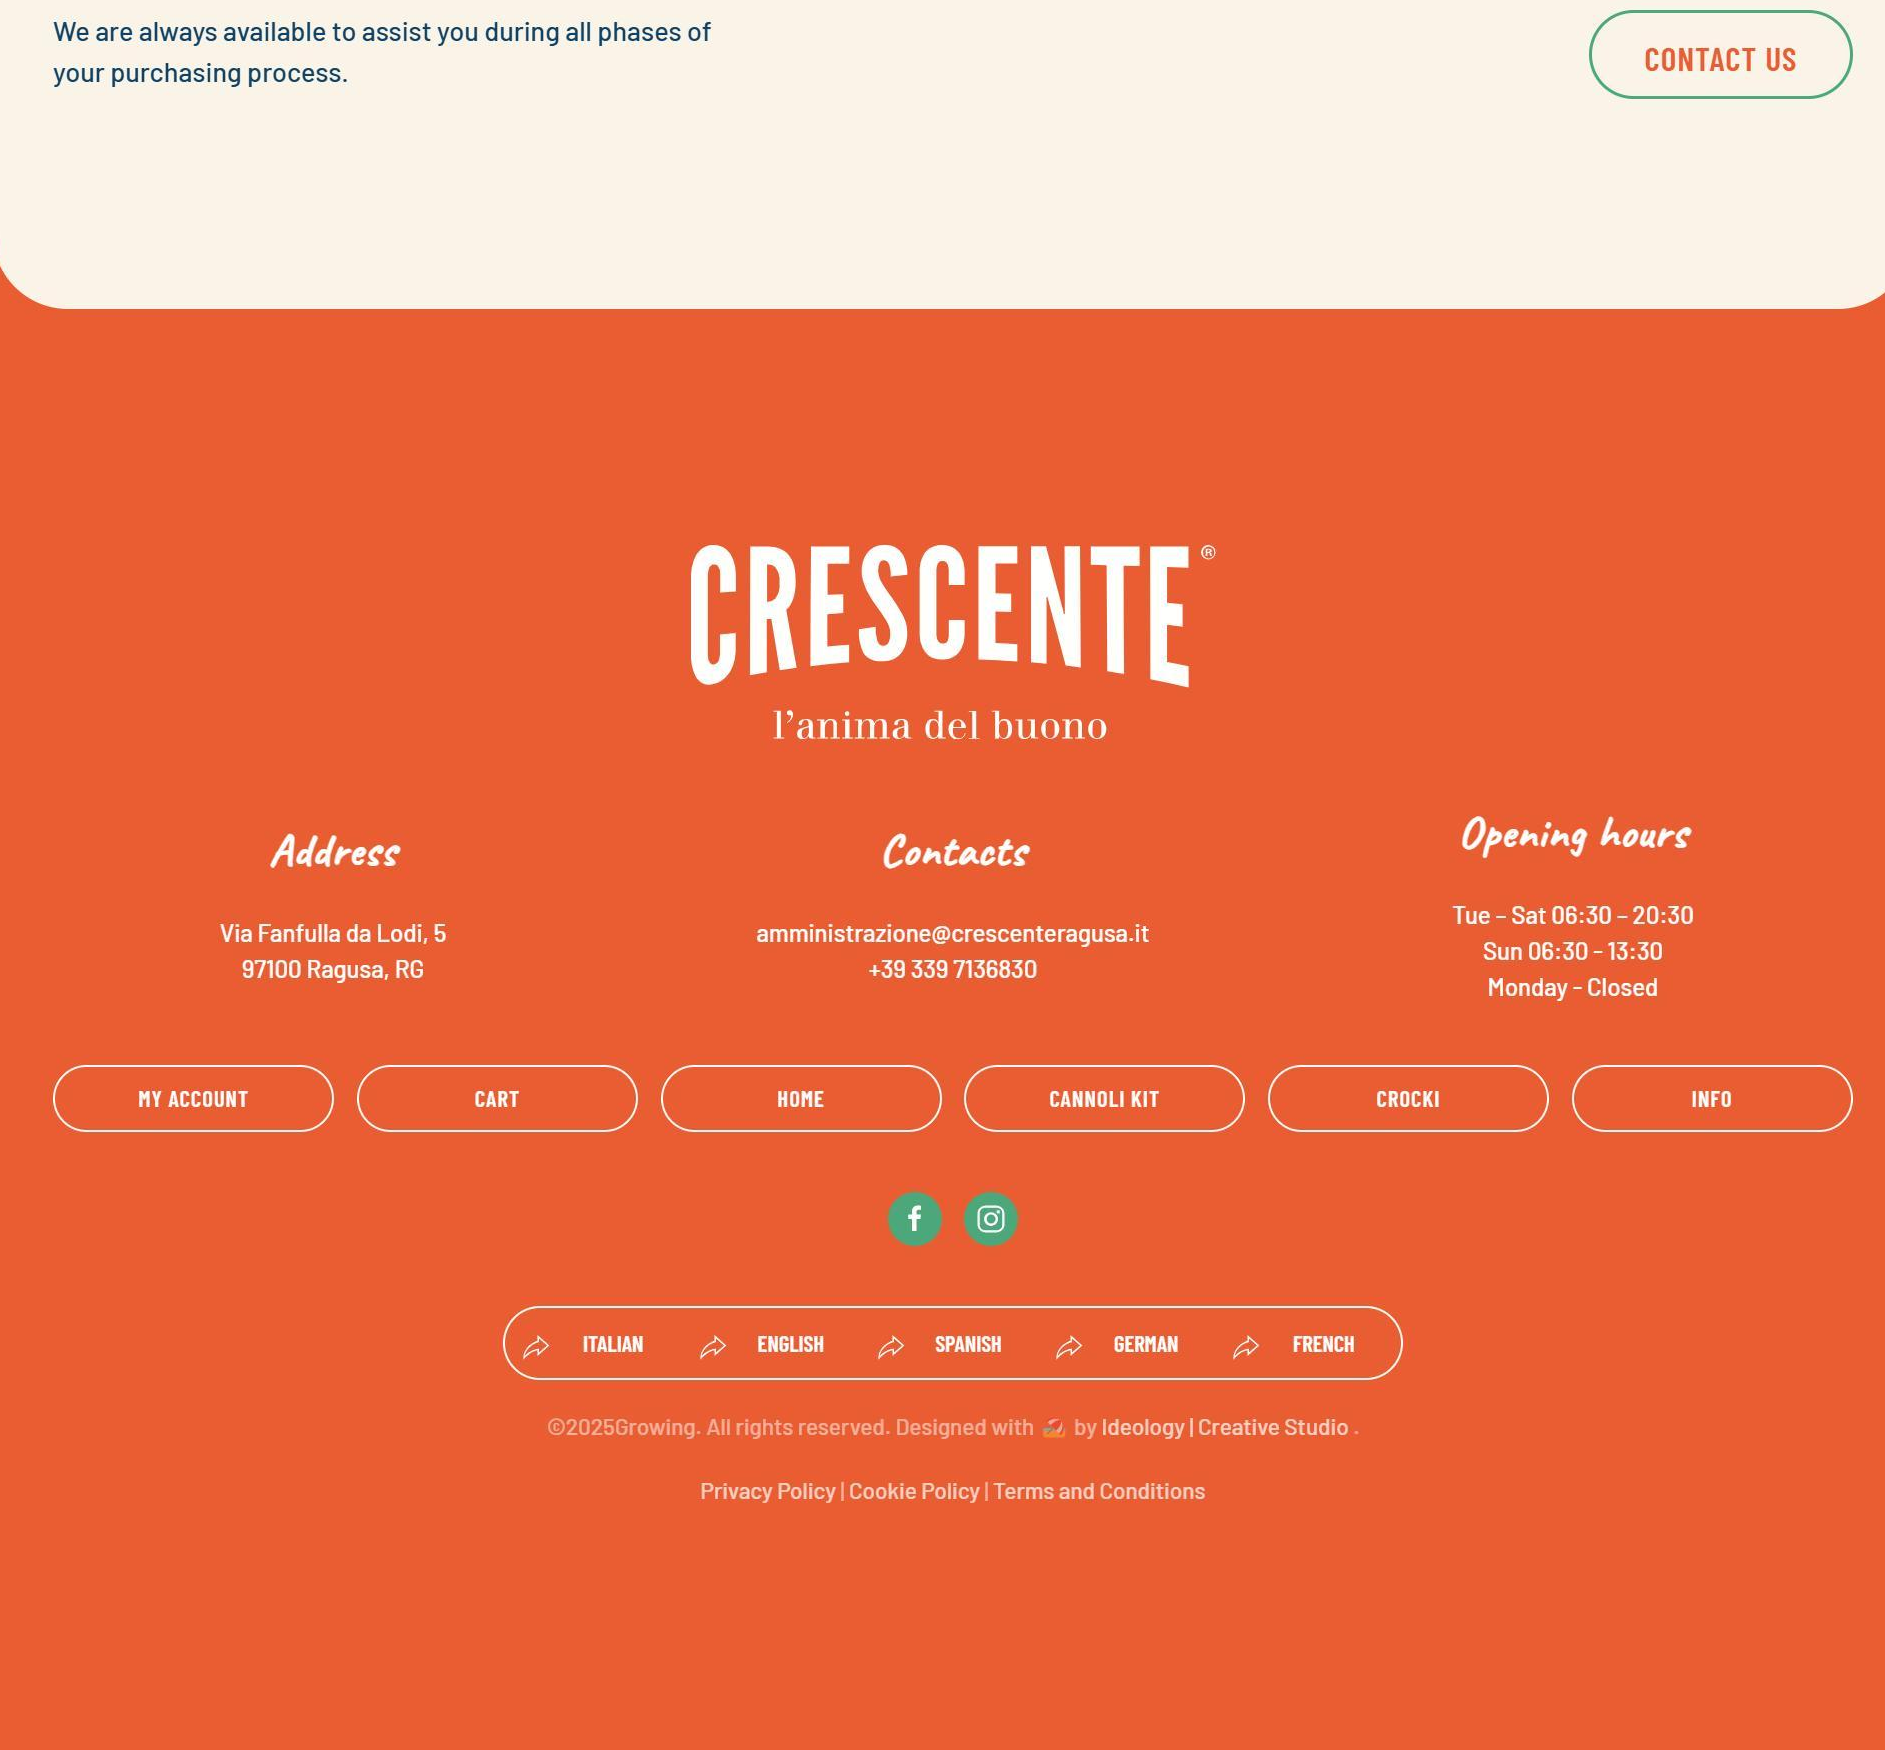 We are always available to assist you during all phases of
your purchasing process.
CONTACT US
CRESCENTE®
l'anima del buono
Address
Via Fanfulla da Lodi, 5
97100 Ragusa, RG
Contacts
amministrazione@crescenteragusa.it
+39 339 7136830
Opening hours
Tue – Sat 06:30 – 20:30
Sun 06:30 - 13:30
Monday - Closed
MY ACCOUNT
CART
HOME
CANNOLI KIT
CROCKI
INFO
ITALIAN
ENGLISH
SPANISH
GERMAN
FRENCH
©2025Growing. All rights reserved. Designed with by Ideology | Creative Studio .
Privacy Policy | Cookie Policy | Terms and Conditions